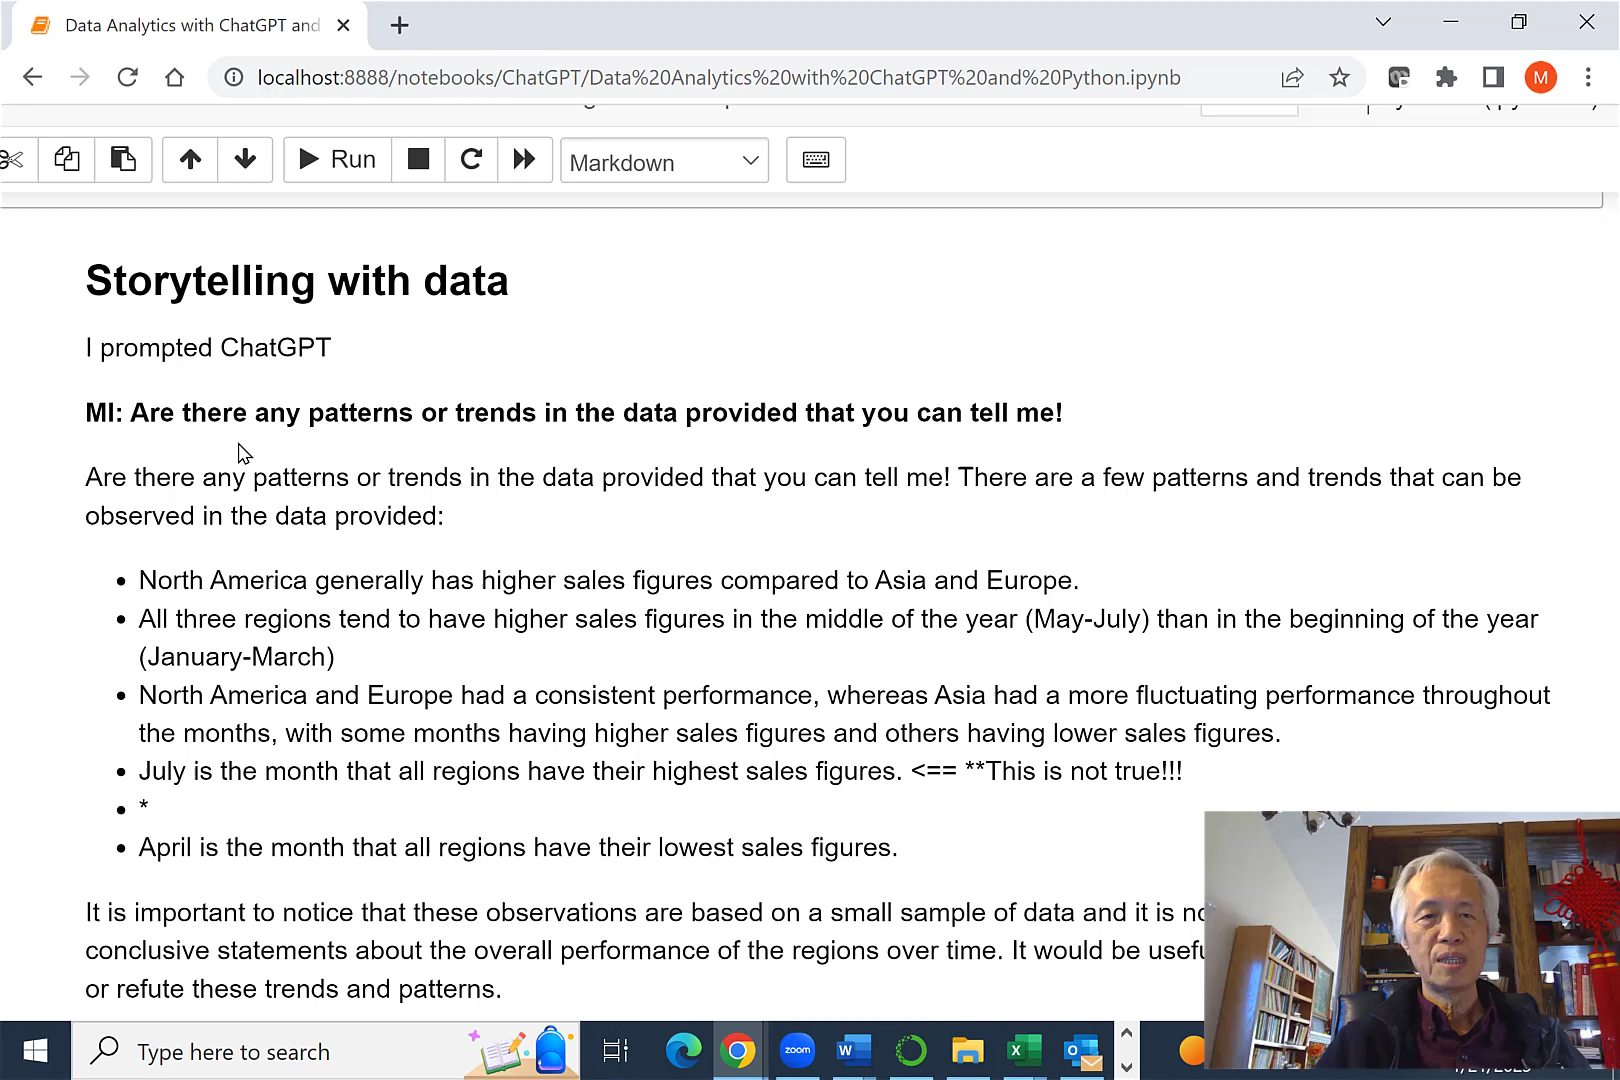 Data Analytics with ChatGPT and
localhost:8888/notebooks/ChatGPT/Data%20Analytics%20with%20ChatGPT%20and%20Python.ipynb
M
Run
Markdown
Storytelling with data
I prompted ChatGPT
MI: Are there any patterns or trends in the data provided that you can tell me!
Are there any patterns or trends in the data provided that you can tell me! There are a few patterns and trends that can be
observed in the data provided:
• North America generally has higher sales figures compared to Asia and Europe.
• All three regions tend to have higher sales figures in the middle of the year (May-July) than in the beginning of the year
(January-March)
• North America and Europe had a consistent performance, whereas Asia had a more fluctuating performance throughout
the months, with some months having higher sales figures and others having lower sales figures.
• July is the month that all regions have their highest sales figures. <== **This is not true!!!
• *
• April is the month that all regions have their lowest sales figures.
It is important to notice that these observations are based on a small sample of data and it is
conclusive statements about the overall performance of the regions over time. It would be
or refute these trends and patterns.
Type here to search
zoom